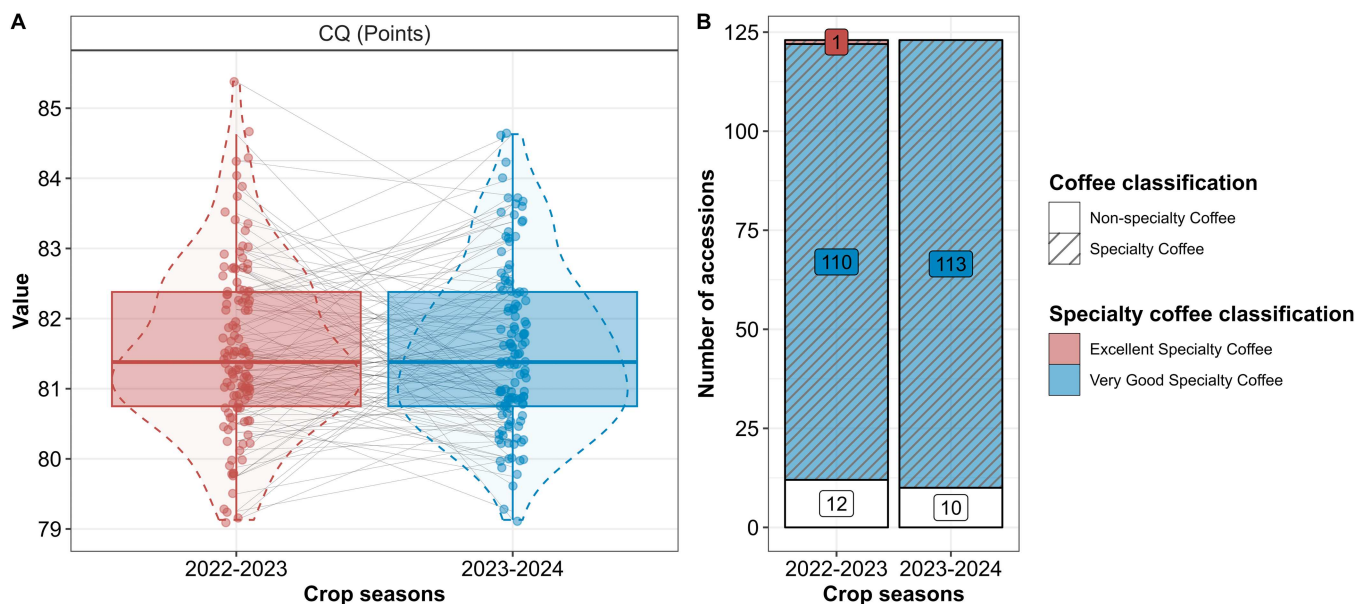 A
CQ (Points)
Value
85
84
83
82
81
80
79
2022-2023
2023-2024
Crop seasons
B
Number of accessions
125
100
75
50
25
0
1
110
113
12
10
2022-2023
2023-2024
Crop seasons
Coffee classification
Non-specialty Coffee
Specialty Coffee
Specialty coffee classification
Excellent Specialty Coffee
Very Good Specialty Coffee